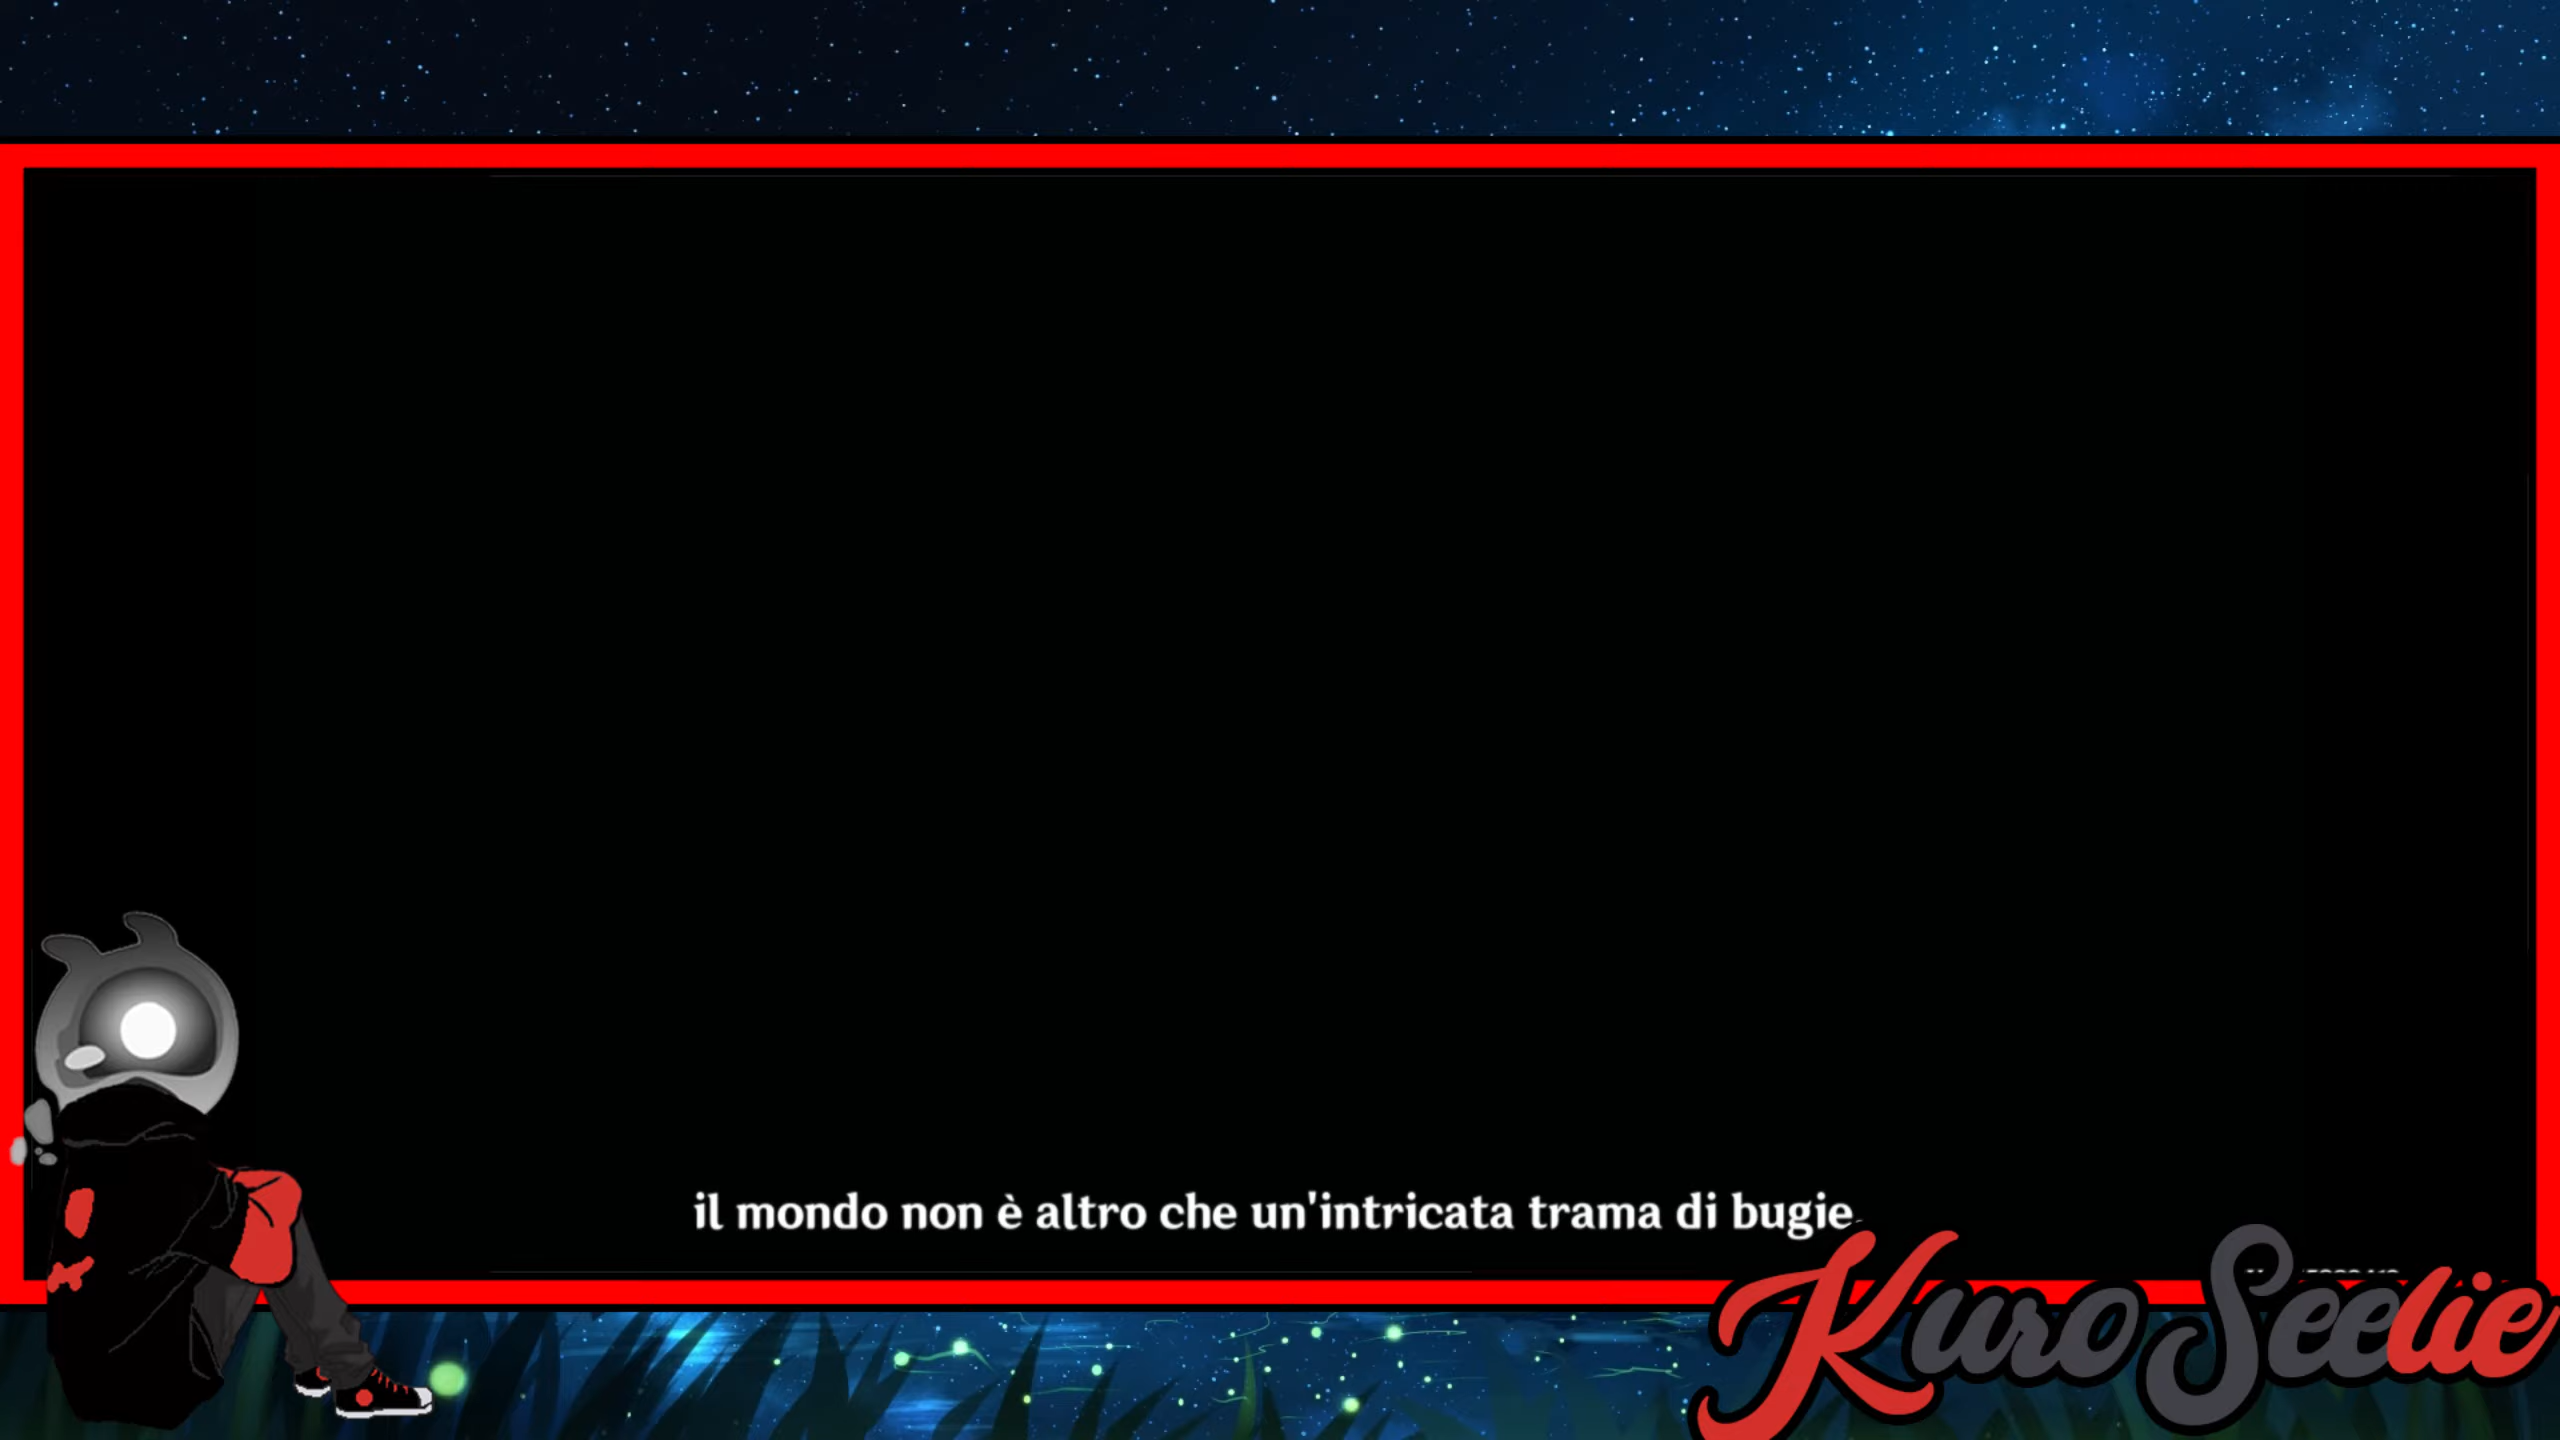 il mondo non è altro che un'intricata trama di bugie
Kuro Seelie